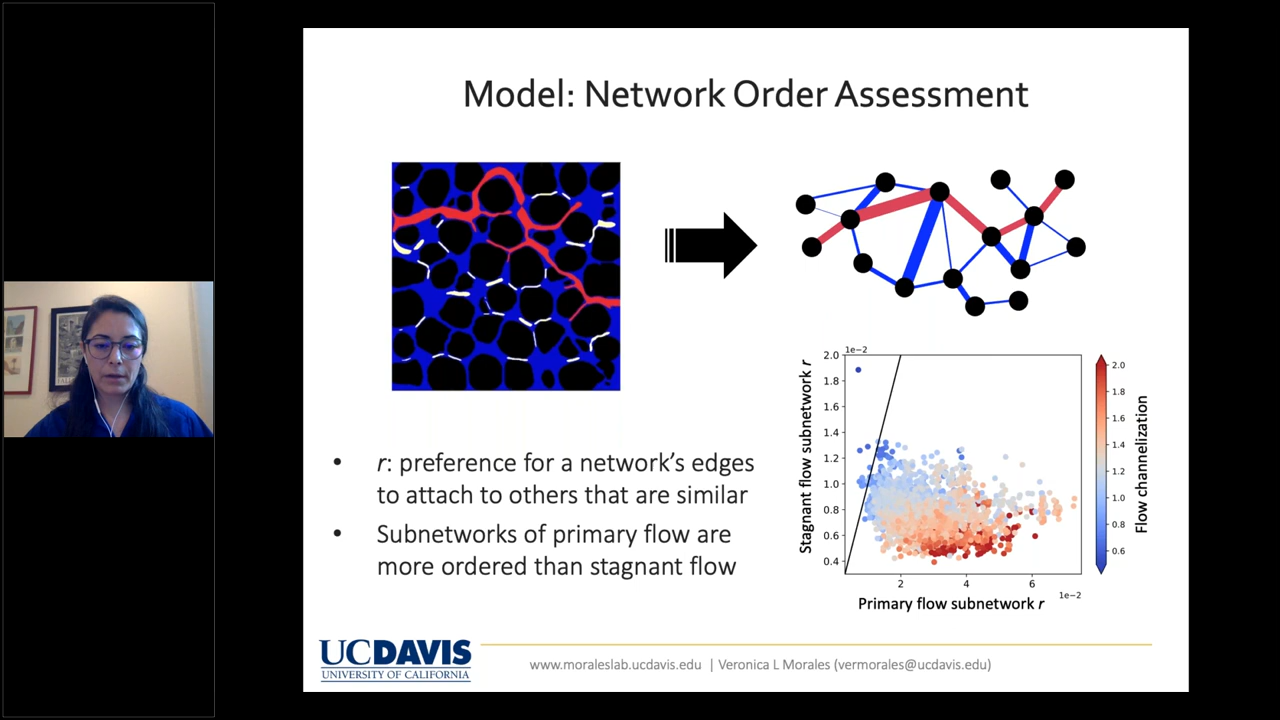 Model: Network Order Assessment
• r: preference for a network’s edges
to attach to others that are similar
• Subnetworks of primary flow are
more ordered than stagnant flow
1e−2
2.0
1.8
1.6
1.4
1.2
1.0
0.8
0.6
0.4
Stagnant flow subnetwork r
2 4 6
1e−2
Primary flow subnetwork r
2.0
1.8
1.6
1.4
1.2
1.0
0.8
0.6
Flow channelization
UCDAVIS
UNIVERSITY OF CALIFORNIA
www.moraleslab.ucdavis.edu | Veronica L Morales (vermorales@ucdavis.edu)